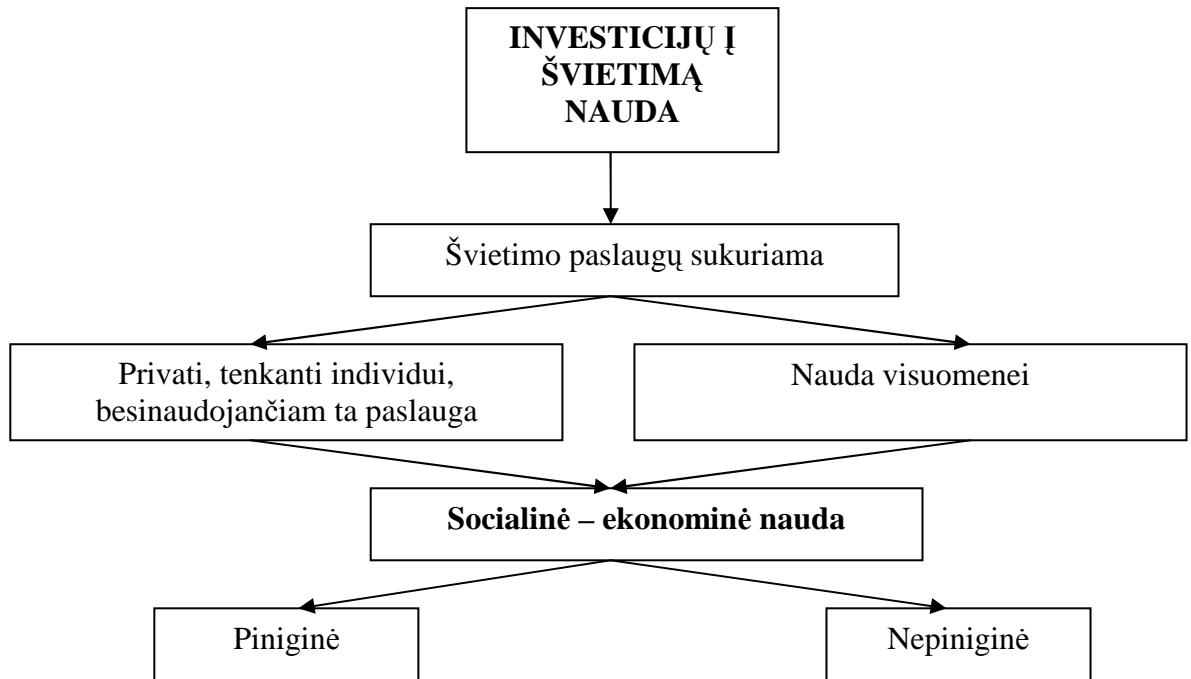 INVESTICIJŲ Į
ŠVIETIMĄ
NAUDA
Švietimo paslaugų sukuriama
Privati, tenkanti individui,
besinaudojančiam ta paslauga
Nauda visuomenei
Socialinė – ekonominė nauda
Piniginė
Nepiniginė